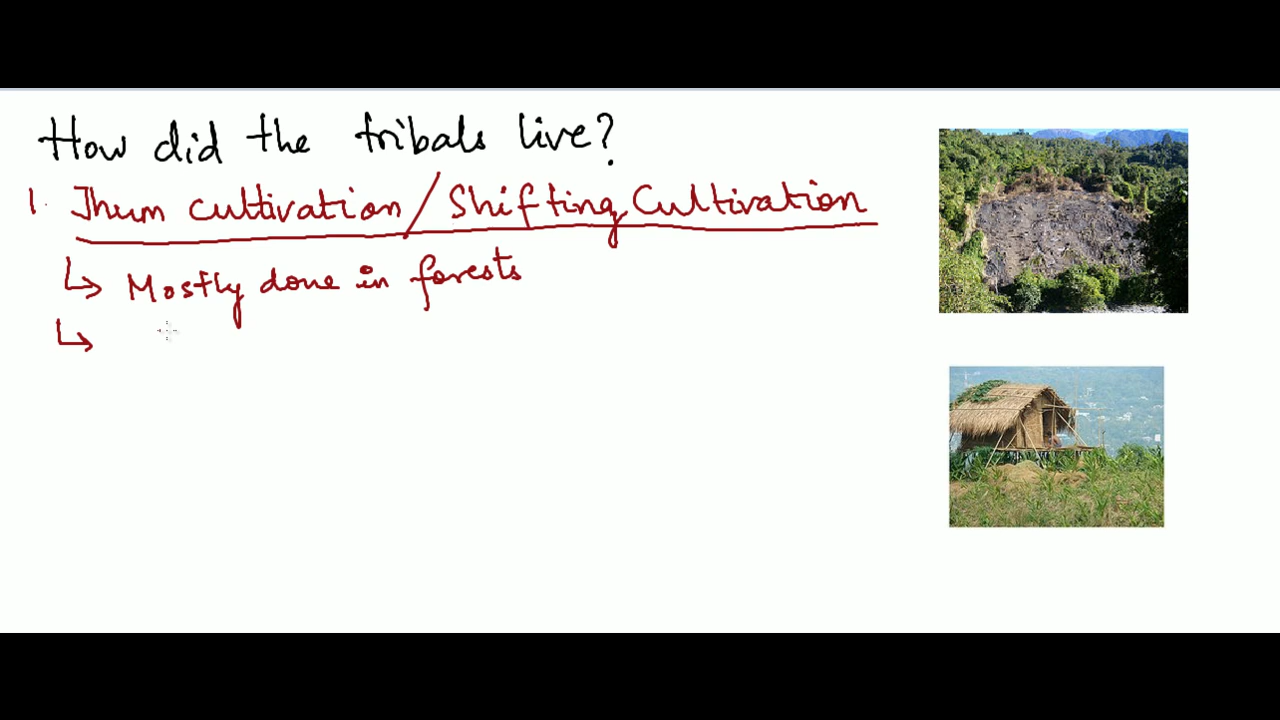 How did the tribals live?
1. Jhum cultivation / Shifting Cultivation
↳ Mostly done in forests
↳